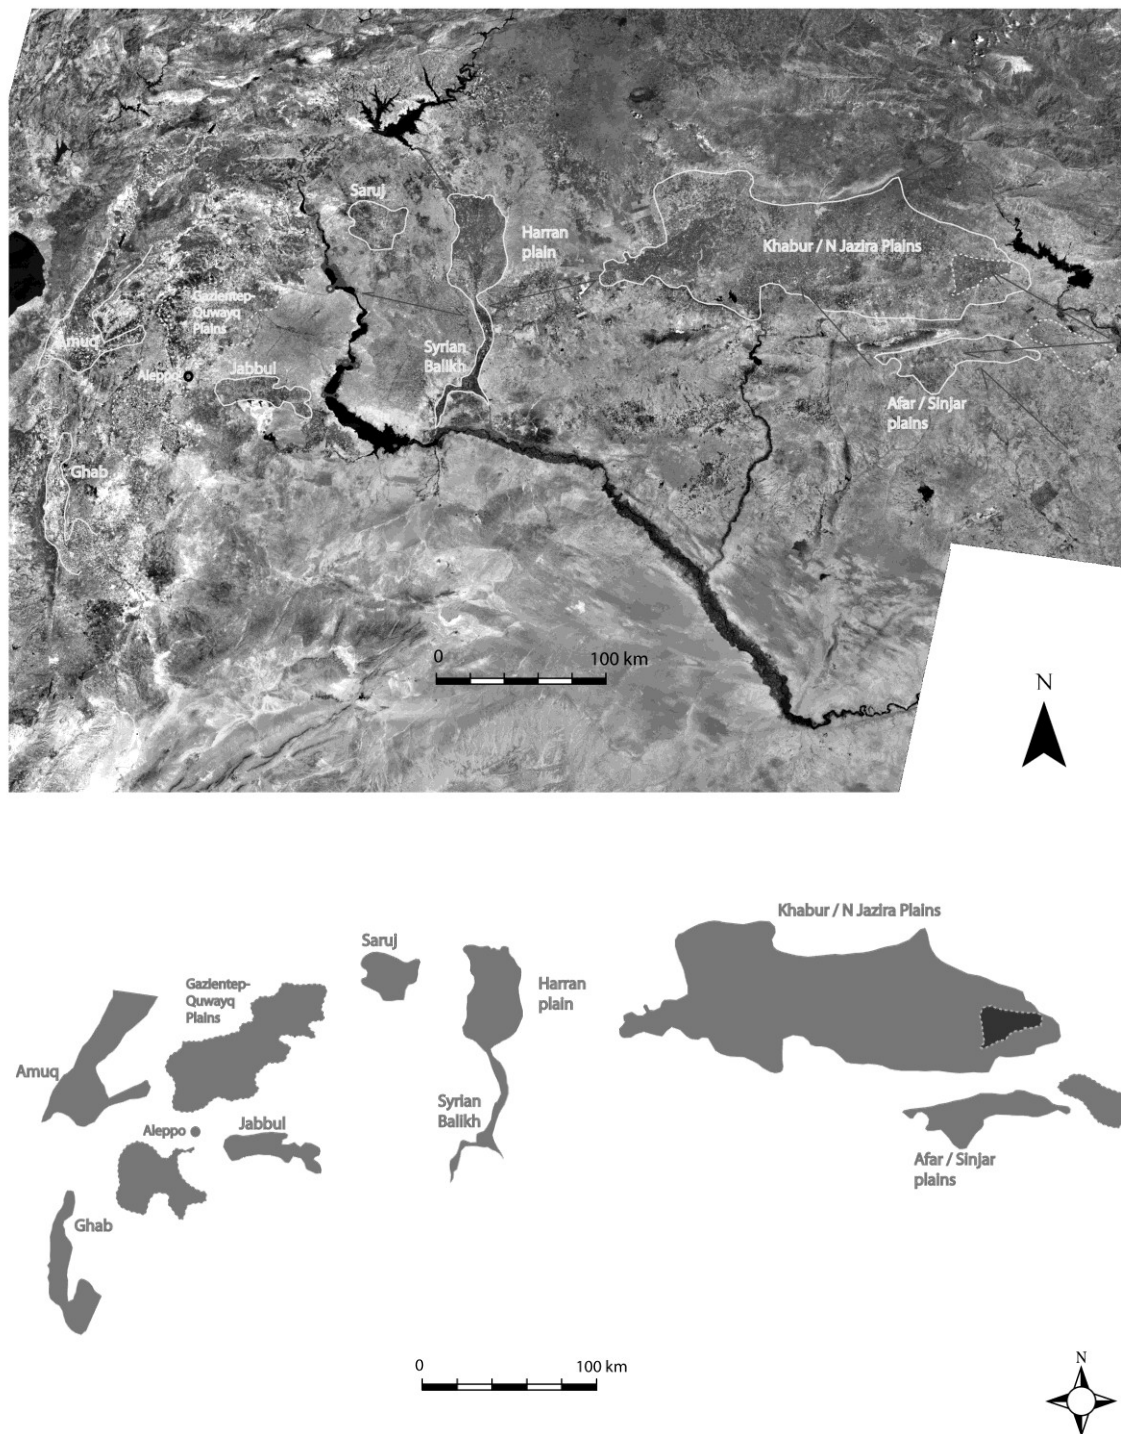 Saruj
Harran
plain
Khabur / N Jazira Plains
Gazientep-
Quwayq
Plains
Amuq
Aleppo
Jabbul
Syrian
Balikh
Afar / Sinjar
plains
Ghab
0 100 km
N
Khabur / N Jazira Plains
Saruj
Gazientep-
Quwayq
Plains
Harran
plain
Amuq
Syrian
Balikh
Jabbul
Aleppo
Afar / Sinjar
plains
Ghab
0 100 km
N